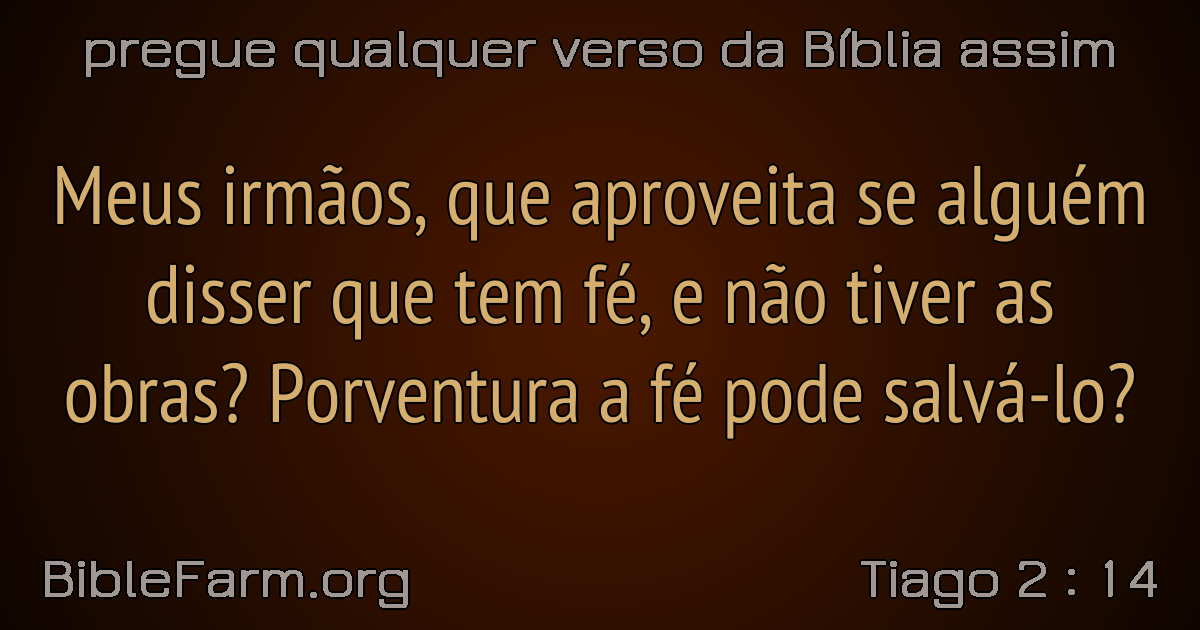 pregue qualquer verso da Bíblia assim
Meus irmãos, que aproveita se alguém
disser que tem fé, e não tiver as
obras? Porventura a fé pode salvá-lo?
BibleFarm.org
Tiago 2 : 14